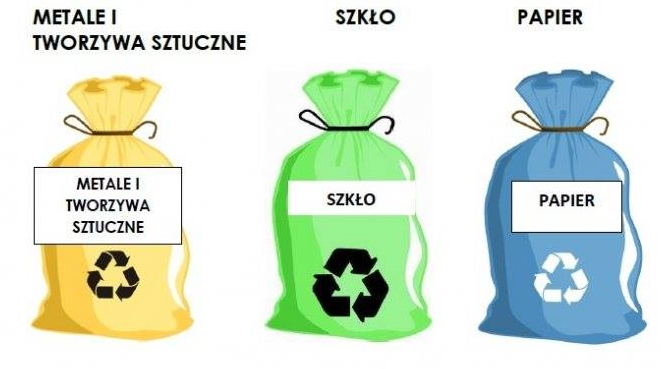 METALE I
TWORZYWA SZTUCZNE
SZKŁO
PAPIER
METALE I
TWORZYWA
SZTUCZNE
SZKŁO
PAPIER